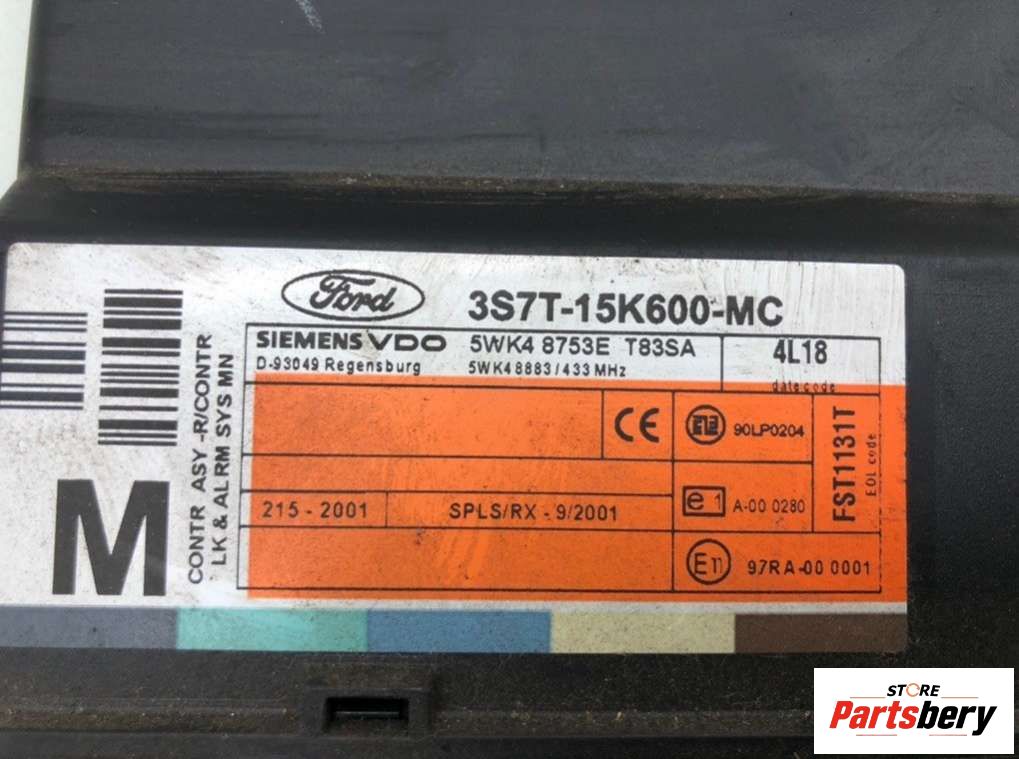 Ford 3S7T-15K600-MC
SIEMENS VDO 5WK4 8753E T83SA 4L18
D-93049 Regensburg 5WK48883/433 MHz date code
CE 90LP0204
215 - 2001 SPLS/RX - 9/2001 e1 A-00 0280
E11 97RA-00 0001
FST1131T
EOL code
CONTR ASY -R/CONTR
LK & ALRM SYS MN
M
STORE
Partsbery